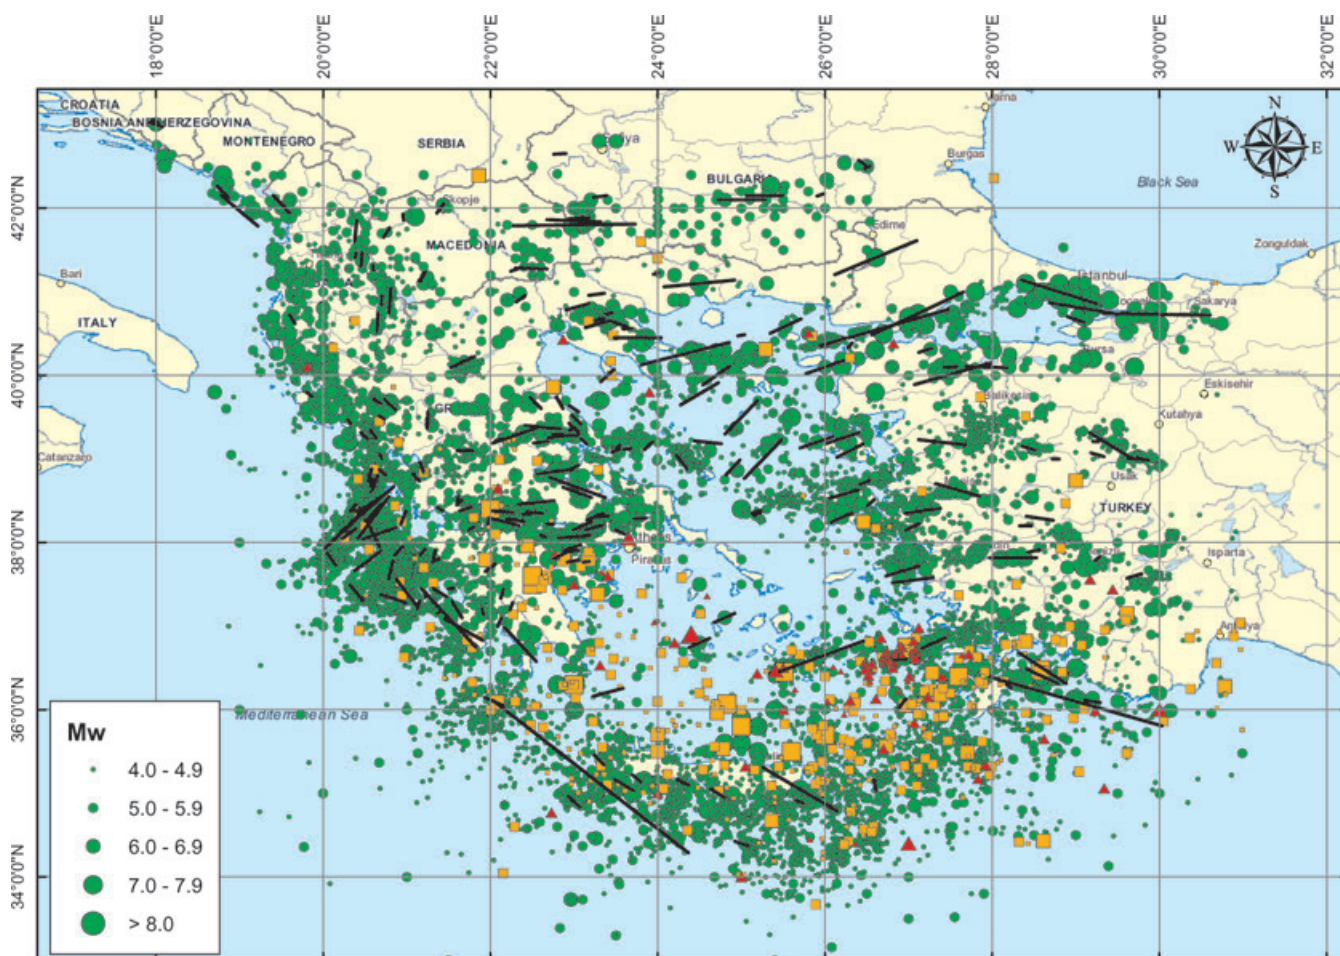 18°0'0"E 20°0'0"E 22°0'0"E 24°0'0"E 26°0'0"E 28°0'0"E 30°0'0"E 32°0'0"E
CROATIA
Varna
N
BOSNIA AND HERZEGOVINA
MONTENEGRO
SERBIA
W E
Burgas
BULGARIA
Black Sea
S
42°0'0"N
Skopje
Edirne
MACEDONIA
Zonguldak
Bari
Istanbul
Sakarya
ITALY
40°0'0"N
Eskisehir
Balikesir
Kutahya
Catanzaro
Usak
TURKEY
38°0'0"N
Piraeus
Isparta
Antalya
36°0'0"N
Mediterranean Sea
Mw
4.0 - 4.9
5.0 - 5.9
6.0 - 6.9
7.0 - 7.9
> 8.0
34°0'0"N